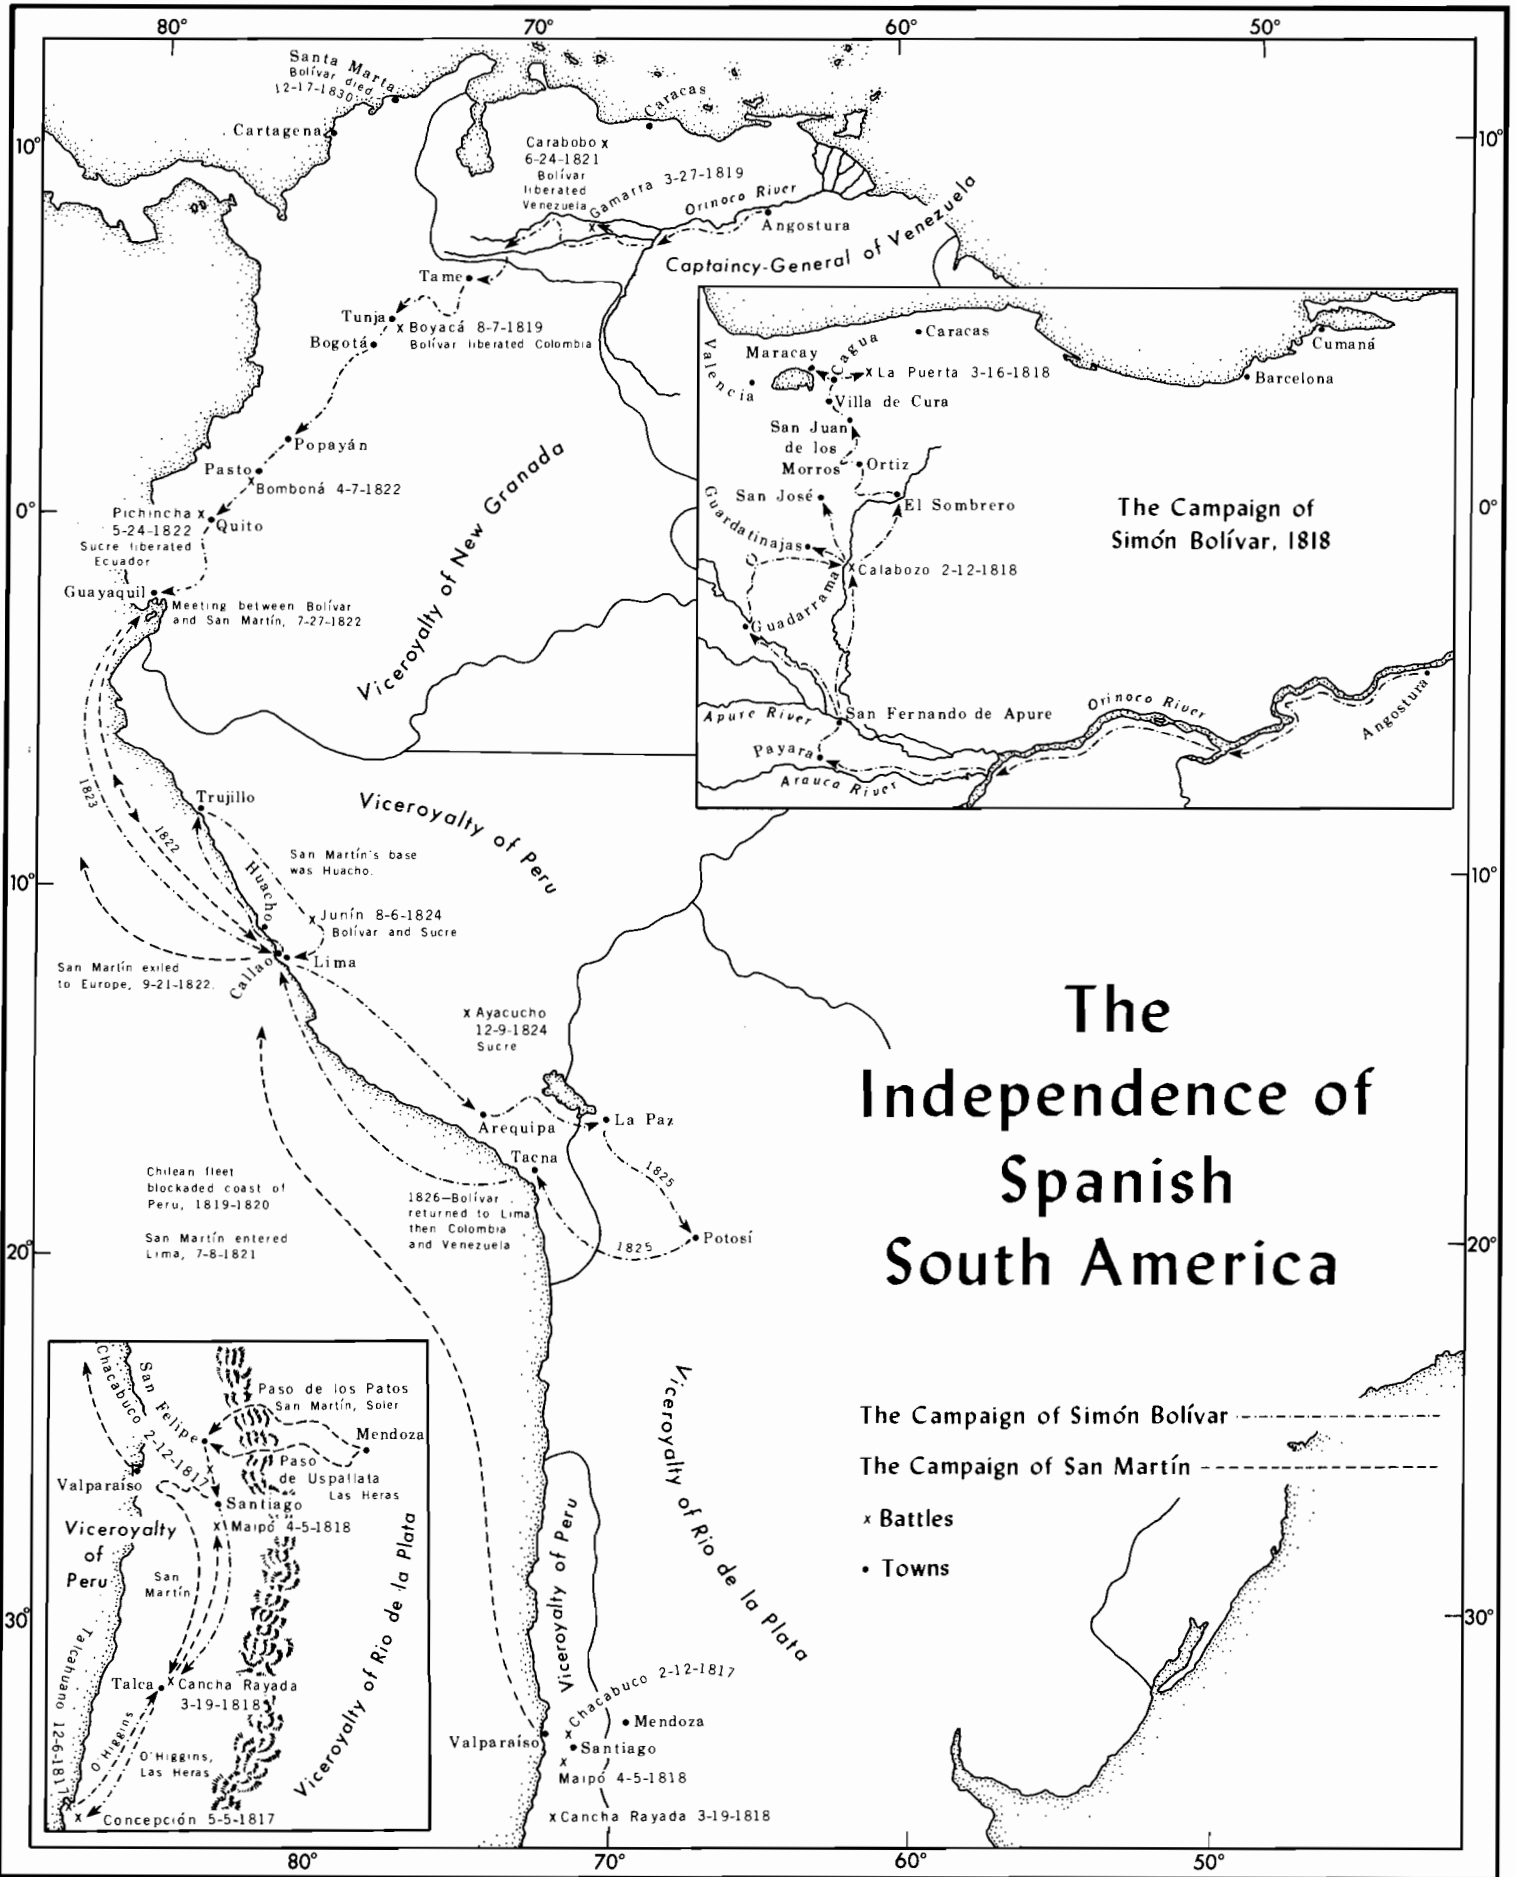 80°
70°
60°
50°
Santa Marta
Bolívar died
12-17-1830
Cartagena
Caracas
10°
10°
Carabobo x
6-24-1821
Bolívar
liberated
Venezuela
Gamarra 3-27-1819
Orinoco River
Angostura
Captaincy-General of Venezuela
Tame
Tunja
x Boyacá 8-7-1819
Bolívar liberated Colombia
Bogotá
Popayán
Pasto
x Bomboná 4-7-1822
0°
0°
Pichincha x
5-24-1822
Sucre liberated
Ecuador
Quito
Guayaquil
Meeting between Bolívar
and San Martín, 7-27-1822
Viceroyalty of New Granada
Caracas
Cumaná
Barcelona
Valencia
Maracay
Cagua
x La Puerta 3-16-1818
Villa de Cura
San Juan
de los
Morros
Ortiz
San José
El Sombrero
Guardatinajas
x Calabozo 2-12-1818
Guadarrama
The Campaign of
Simón Bolívar, 1818
San Fernando de Apure
Apure River
Payara
Arauca River
Orinoco River
Angostura
1823
1822
Trujillo
Viceroyalty of Peru
San Martín's base
was Huacho.
Huacho
10°
10°
x Junín 8-6-1824
Bolívar and Sucre
San Martín exiled
to Europe, 9-21-1822.
Callao
Lima
x Ayacucho
12-9-1824
Sucre
Arequipa
La Paz
Tacna
1825
Potosí
1825
Chilean fleet
blockaded coast of
Peru, 1819-1820
San Martín entered
Lima, 7-8-1821
1826—Bolívar
returned to Lima,
then Colombia
and Venezuela
20°
20°
The
Independence of
Spanish
South America
The Campaign of Simón Bolívar
The Campaign of San Martín
x Battles
• Towns
Viceroyalty of Rio de la Plata
Viceroyalty of Peru
30°
30°
Chacabuco 2-12-1817
San Felipe
Paso de los Patos
San Martín, Soler
Mendoza
Paso
de Uspallata
Las Heras
Valparaíso
Santiago
x Maipó 4-5-1818
Viceroyalty
of
Peru
San
Martín
Viceroyalty of Rio de la Plata
Talca
x Cancha Rayada
3-19-1818
Talcahuano 12-6-1817
O'Higgins
O'Higgins,
Las Heras
x Concepción 5-5-1817
Chacabuco 2-12-1817
Mendoza
Valparaíso
Santiago
x
Maipó 4-5-1818
x Cancha Rayada 3-19-1818
80°
70°
60°
50°